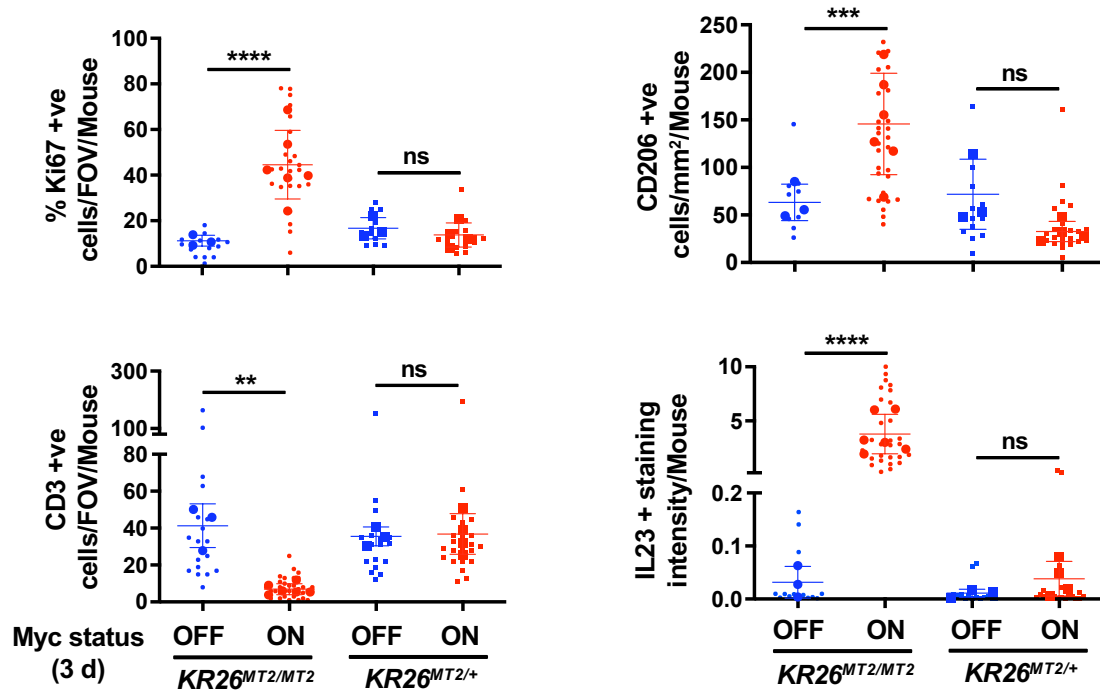 % Ki67 +ve
cells/FOV/Mouse
100
80
60
40
20
0
****
ns
CD206 +ve
cells/mm²/Mouse
250
200
150
100
50
0
***
ns
CD3 +ve
cells/FOV/Mouse
300
100
80
60
40
20
0
**
ns
IL23 + staining
intensity/Mouse
10
5
0.2
0.1
0.0
****
ns
Myc status
(3 d)
OFF ON OFF ON
KR26MT2/MT2 KR26MT2/+
OFF ON OFF ON
KR26MT2/MT2 KR26MT2/+